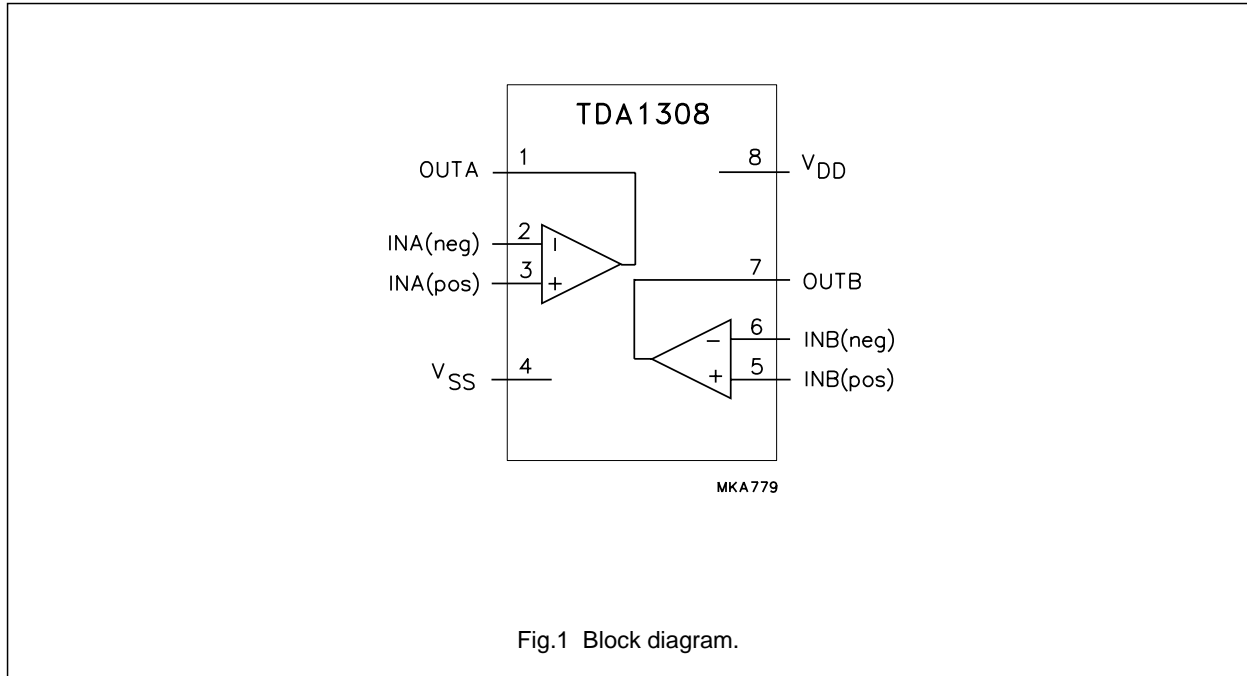 TDA1308
OUTA 1
8 VDD
INA(neg) 2 −
INA(pos) 3 +
7 OUTB
− 6 INB(neg)
VSS 4
+ 5 INB(pos)
MKA779
Fig.1 Block diagram.